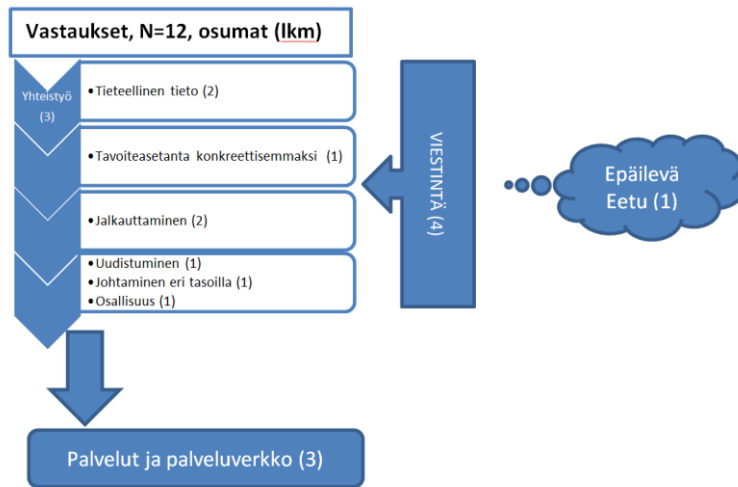 Vastaukset, N=12, osumat (lkm)
Yhteistyö
(3)
•Tieteellinen tieto (2)
•Tavoiteasetanta konkreettisemmaksi (1)
•Jalkauttaminen (2)
•Uudistuminen (1)
•Johtaminen eri tasoilla (1)
•Osallisuus (1)
VIESTINTÄ (4)
Epäilevä
Eetu (1)
Palvelut ja palveluverkko (3)